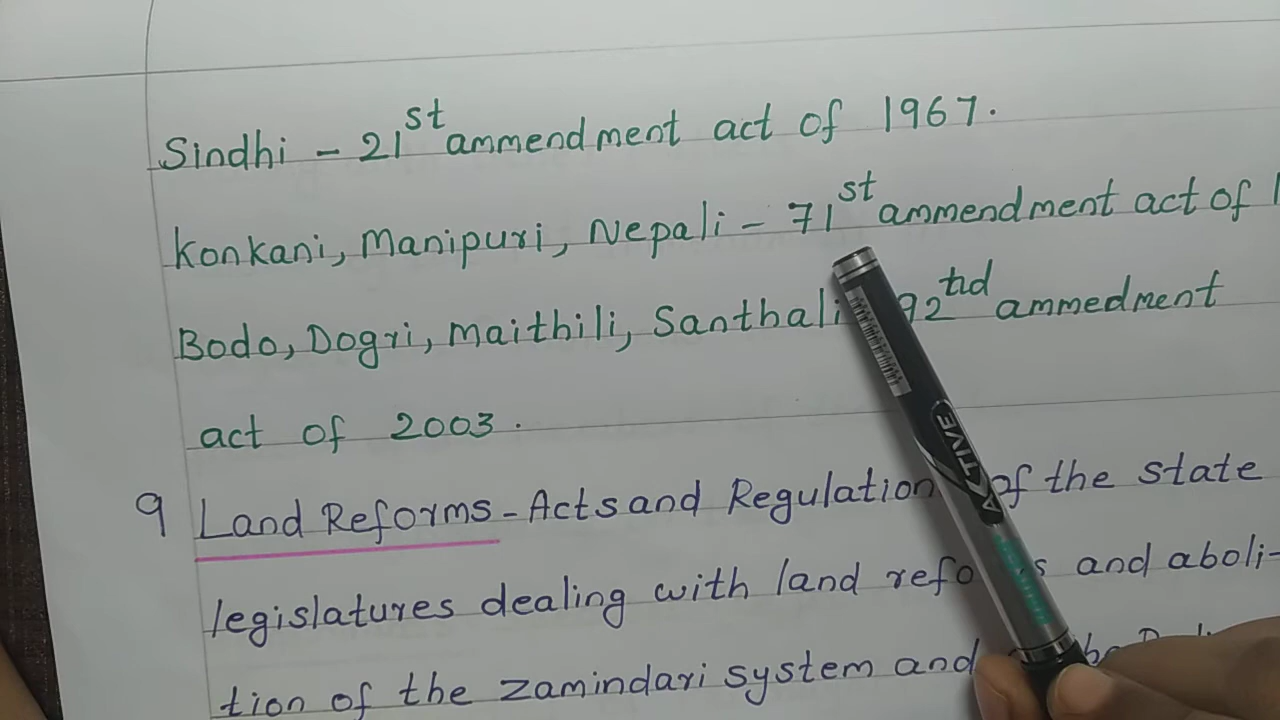 Sindhi - 21st ammendment act of 1967.
Konkani, Manipuri, Nepali - 71st ammendment act of
Bodo, Dogri, Maithili, Santhali 92nd ammedment
act of 2003.
9 Land Reforms - Acts and Regulation of the state
legislatures dealing with land and aboli-
tion of the zamindari system and
AXTIVE